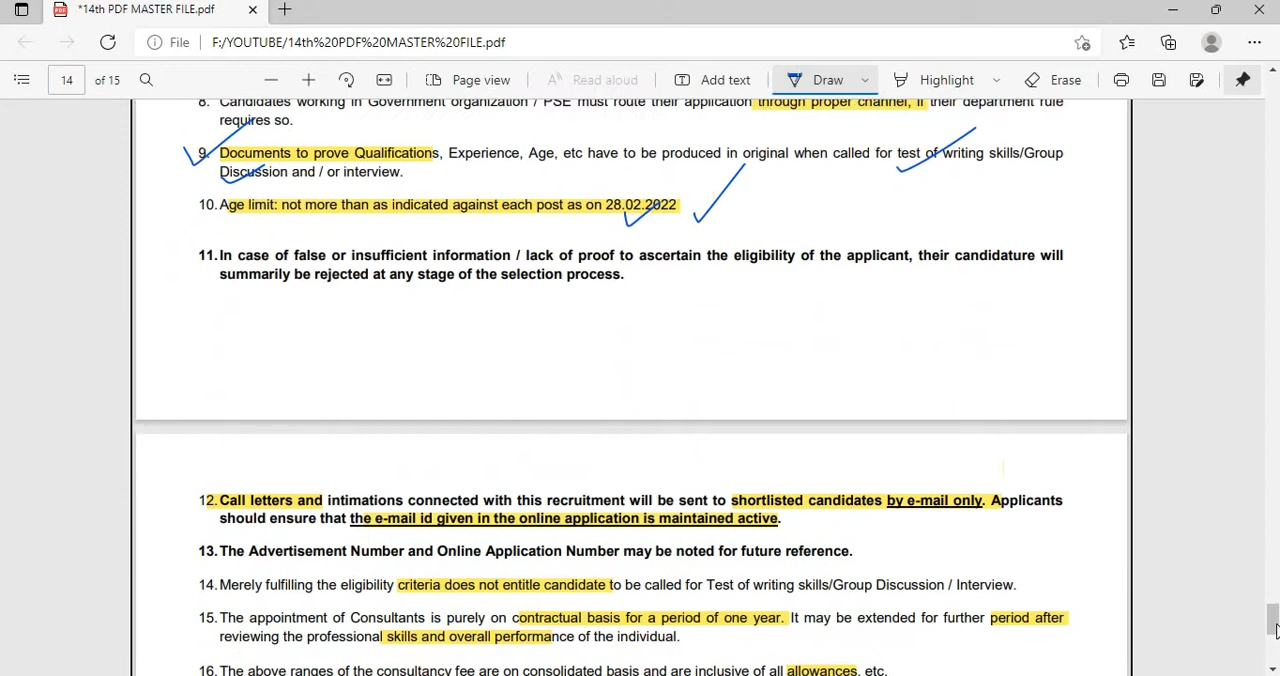 *14th PDF MASTER FILE.pdf
File F:/YOUTUBE/14th%20PDF%20MASTER%20FILE.pdf
14 of 15 Page view Read aloud Add text Draw Highlight Erase
8. Candidates working in Government organization / PSE must route their application through proper channel, if their department rule
requires so.
9. Documents to prove Qualifications, Experience, Age, etc have to be produced in original when called for test of writing skills/Group
Discussion and / or interview.
10. Age limit: not more than as indicated against each post as on 28.02.2022
11. In case of false or insufficient information / lack of proof to ascertain the eligibility of the applicant, their candidature will
summarily be rejected at any stage of the selection process.
12. Call letters and intimations connected with this recruitment will be sent to shortlisted candidates by e-mail only. Applicants
should ensure that the e-mail id given in the online application is maintained active.
13. The Advertisement Number and Online Application Number may be noted for future reference.
14. Merely fulfilling the eligibility criteria does not entitle candidate to be called for Test of writing skills/Group Discussion / Interview.
15. The appointment of Consultants is purely on contractual basis for a period of one year. It may be extended for further period after
reviewing the professional skills and overall performance of the individual.
16. The above ranges of the consultancy fee are on consolidated basis and are inclusive of all allowances, etc.